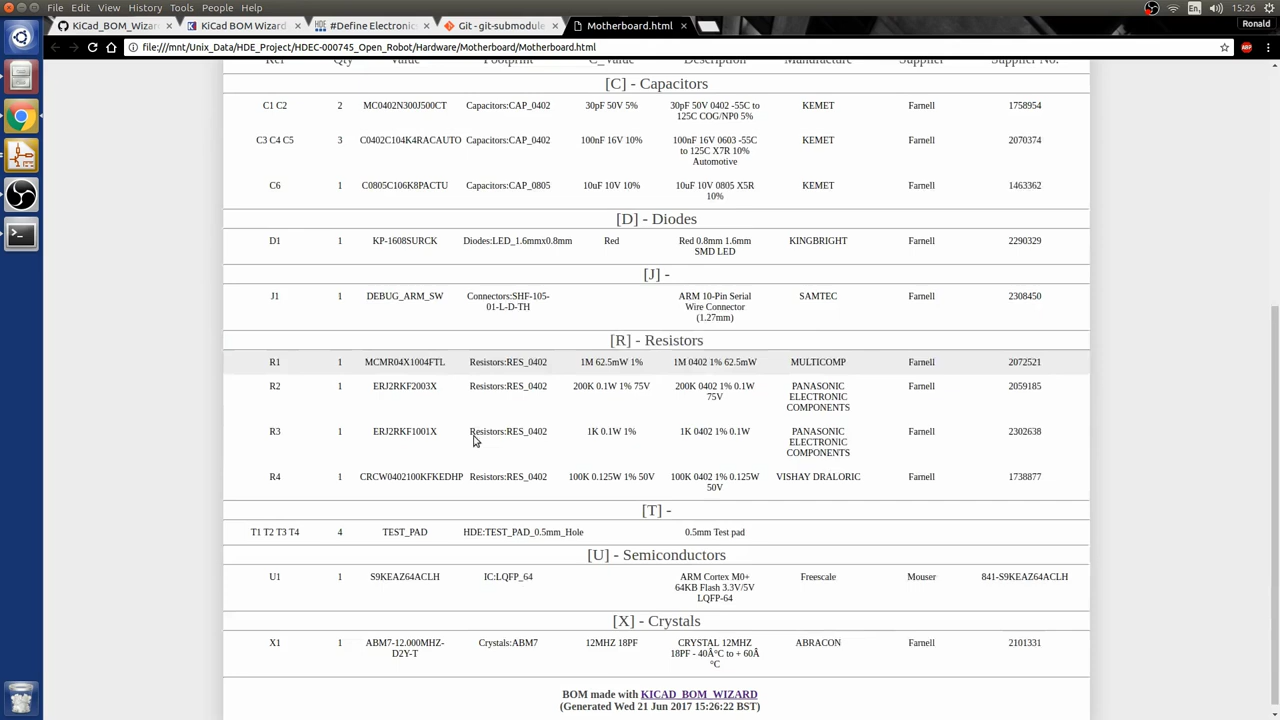 File Edit View History Tools People Help
En
15:26
KiCad_BOM_Wizar
KiCad BOM Wizard
#Define Electronic
Git - git-submodule
Motherboard.html
Ronald
file:///mnt/Unix_Data/HDE_Project/HDEC-000745_Open_Robot/Hardware/Motherboard/Motherboard.html
ABP
Ref Qty Value Footprint C_Value Description Manufacture Supplier Supplier No.
[C] - Capacitors
C1 C2 2 MC0402N300J500CT Capacitors:CAP_0402 30pF 50V 5% 30pF 50V 0402 -55C to KEMET Farnell 1758954
125C COG/NP0 5%
C3 C4 C5 3 C0402C104K4RACAUTO Capacitors:CAP_0402 100nF 16V 10% 100nF 16V 0603 -55C KEMET Farnell 2070374
to 125C X7R 10%
Automotive
C6 1 C0805C106K8PACTU Capacitors:CAP_0805 10uF 10V 10% 10uF 10V 0805 X5R KEMET Farnell 1463362
10%
[D] - Diodes
D1 1 KP-1608SURCK Diodes:LED_1.6mmx0.8mm Red Red 0.8mm 1.6mm KINGBRIGHT Farnell 2290329
SMD LED
[J] -
J1 1 DEBUG_ARM_SW Connectors:SHF-105- ARM 10-Pin Serial SAMTEC Farnell 2308450
01-L-D-TH Wire Connector
(1.27mm)
[R] - Resistors
R1 1 MCMR04X1004FTL Resistors:RES_0402 1M 62.5mW 1% 1M 0402 1% 62.5mW MULTICOMP Farnell 2072521
R2 1 ERJ2RKF2003X Resistors:RES_0402 200K 0.1W 1% 75V 200K 0402 1% 0.1W PANASONIC Farnell 2059185
75V ELECTRONIC
COMPONENTS
R3 1 ERJ2RKF1001X Resistors:RES_0402 1K 0.1W 1% 1K 0402 1% 0.1W PANASONIC Farnell 2302638
ELECTRONIC
COMPONENTS
R4 1 CRCW0402100KFKEDHP Resistors:RES_0402 100K 0.125W 1% 50V 100K 0402 1% 0.125W VISHAY DRALORIC Farnell 1738877
50V
[T] -
T1 T2 T3 T4 4 TEST_PAD HDE:TEST_PAD_0.5mm_Hole 0.5mm Test pad
[U] - Semiconductors
U1 1 S9KEAZ64ACLH IC:LQFP_64 ARM Cortex M0+ Freescale Mouser 841-S9KEAZ64ACLH
64KB Flash 3.3V/5V
LQFP-64
[X] - Crystals
X1 1 ABM7-12.000MHZ- Crystals:ABM7 12MHZ 18PF CRYSTAL 12MHZ ABRACON Farnell 2101331
D2Y-T 18PF - 40Â°C to + 60Â
°C
BOM made with KICAD_BOM_WIZARD
(Generated Wed 21 Jun 2017 15:26:22 BST)